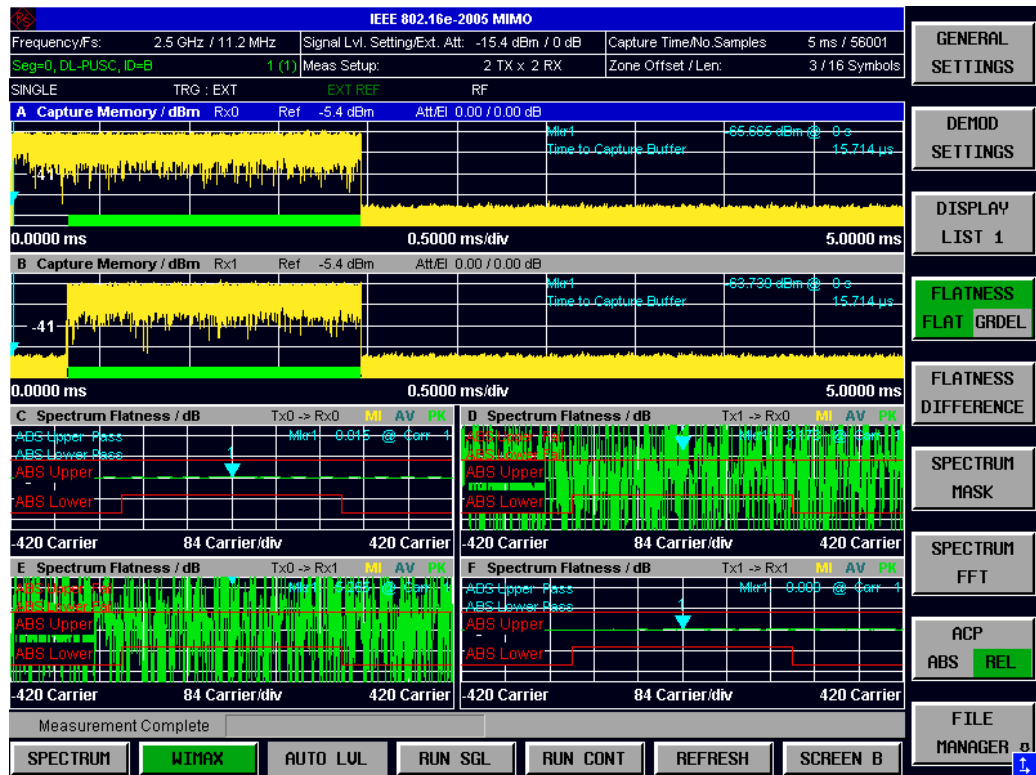 IEEE 802.16e-2005 MIMO
Frequency/Fs: 2.5 GHz / 11.2 MHz Signal Lvl. Setting/Ext. Att: -15.4 dBm / 0 dB Capture Time/No.Samples 5 ms / 56001
Seg=0, DL-PUSC, ID=B 1 (1) Meas Setup: 2 TX x 2 RX Zone Offset / Len: 3 / 16 Symbols
SINGLE TRG : EXT EXT REF RF
A Capture Memory / dBm Rx0 Ref -5.4 dBm Att/El 0.00 / 0.00 dB
Mkr1 -65.665 dBm @ 0 s
Time to Capture Buffer 15.714 µs
-41
0.0000 ms 0.5000 ms/div 5.0000 ms
B Capture Memory / dBm Rx1 Ref -5.4 dBm Att/El 0.00 / 0.00 dB
Mkr1 -63.730 dBm @ 0 s
Time to Capture Buffer 15.714 µs
-41
0.0000 ms 0.5000 ms/div 5.0000 ms
C Spectrum Flatness / dB Tx0 -> Rx0 MI AV PK
ABS Upper Pass Mkr1 0.015 @ Carr 1
ABS Lower Pass
1
ABS Upper
ABS Lower
-420 Carrier 84 Carrier/div 420 Carrier
D Spectrum Flatness / dB Tx1 -> Rx0 MI AV PK
ABS Upper
ABS Lower
-420 Carrier 84 Carrier/div 420 Carrier
E Spectrum Flatness / dB Tx0 -> Rx1 MI AV PK
ABS Upper
ABS Lower
-420 Carrier 84 Carrier/div 420 Carrier
F Spectrum Flatness / dB Tx1 -> Rx1 MI AV PK
ABS Upper Pass Mkr1 0.000 @ Carr 1
ABS Lower Pass
1
ABS Upper
ABS Lower
-420 Carrier 84 Carrier/div 420 Carrier
Measurement Complete
SPECTRUM WIMAX AUTO LVL RUN SGL RUN CONT REFRESH SCREEN B
GENERAL
SETTINGS
DEMOD
SETTINGS
DISPLAY
LIST 1
FLATNESS
FLAT GRDEL
FLATNESS
DIFFERENCE
SPECTRUM
MASK
SPECTRUM
FFT
ACP
ABS REL
FILE
MANAGER